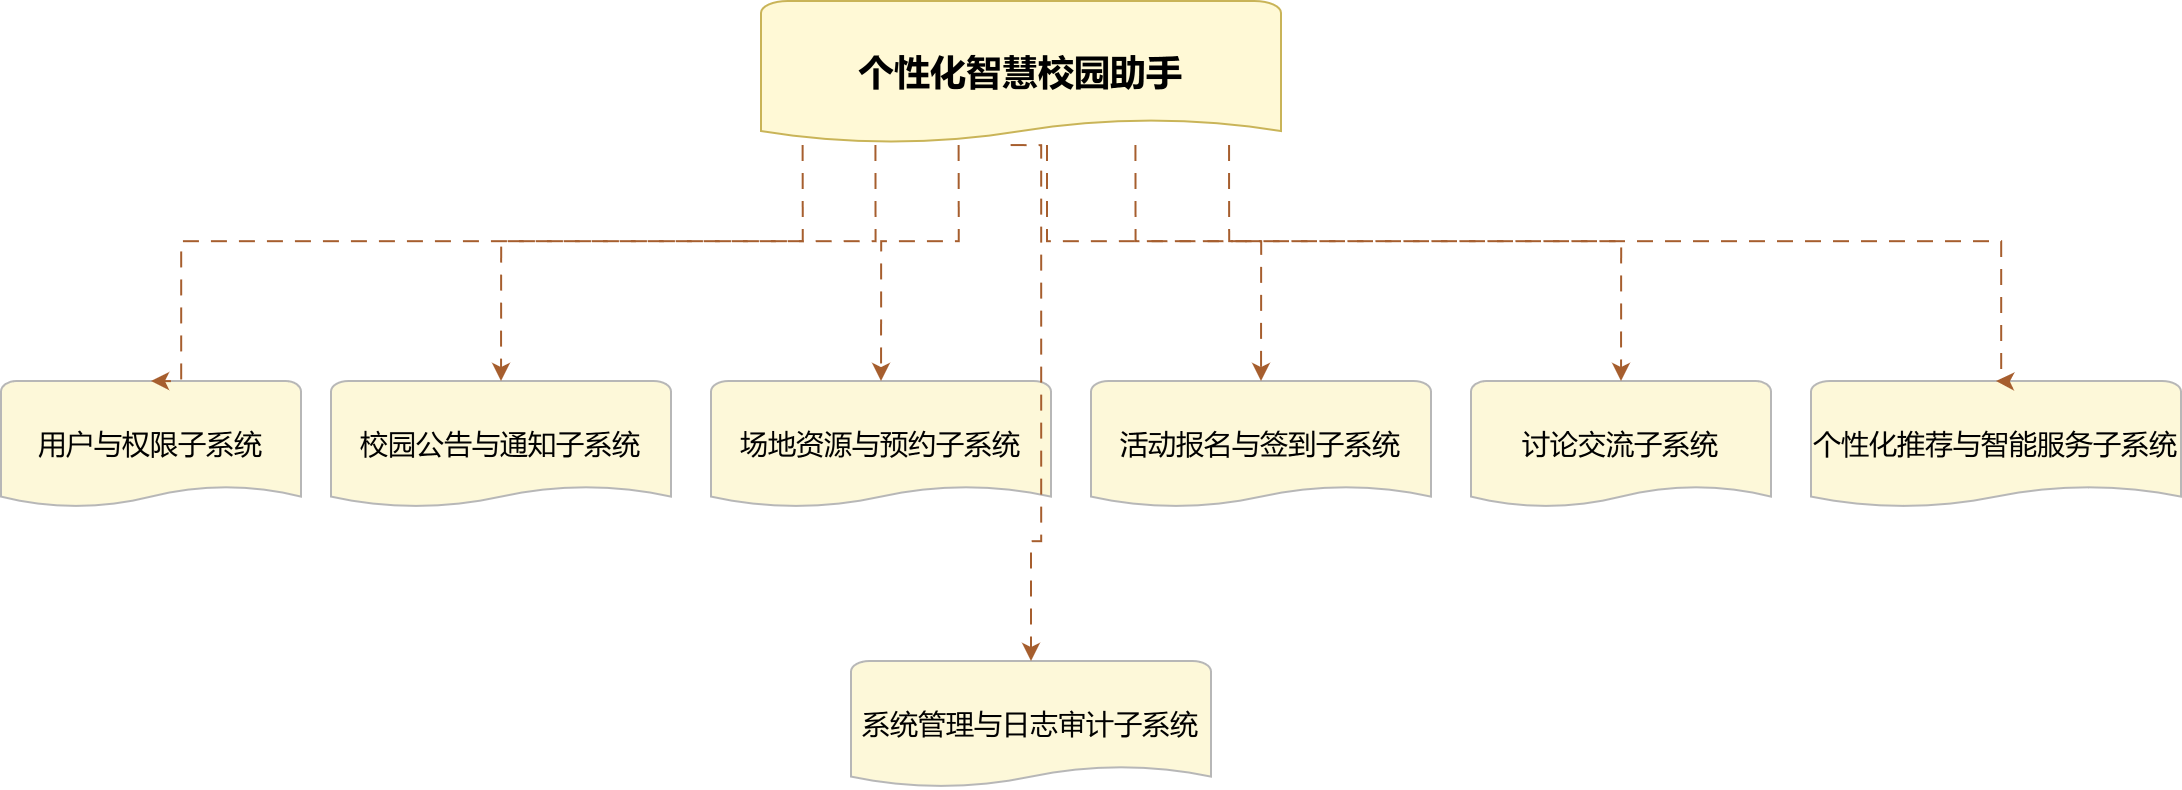 个性化智慧校园助手
用户与权限子系统
校园公告与通知子系统
场地资源与预约子系统
活动报名与签到子系统
讨论交流子系统
个性化推荐与智能服务子系统
系统管理与日志审计子系统